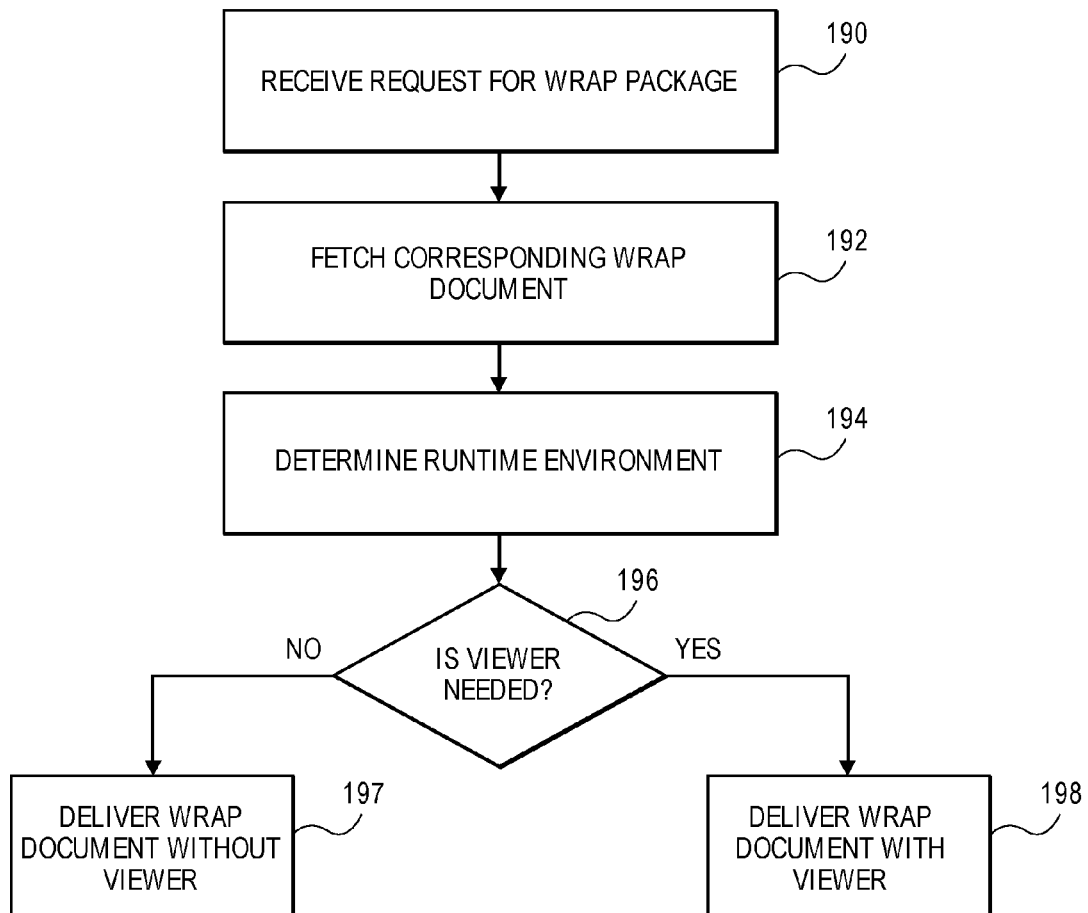 190
RECEIVE REQUEST FOR WRAP PACKAGE
192
FETCH CORRESPONDING WRAP
DOCUMENT
194
DETERMINE RUNTIME ENVIRONMENT
196
NO
IS VIEWER
NEEDED?
YES
197
DELIVER WRAP
DOCUMENT WITHOUT
VIEWER
198
DELIVER WRAP
DOCUMENT WITH
VIEWER